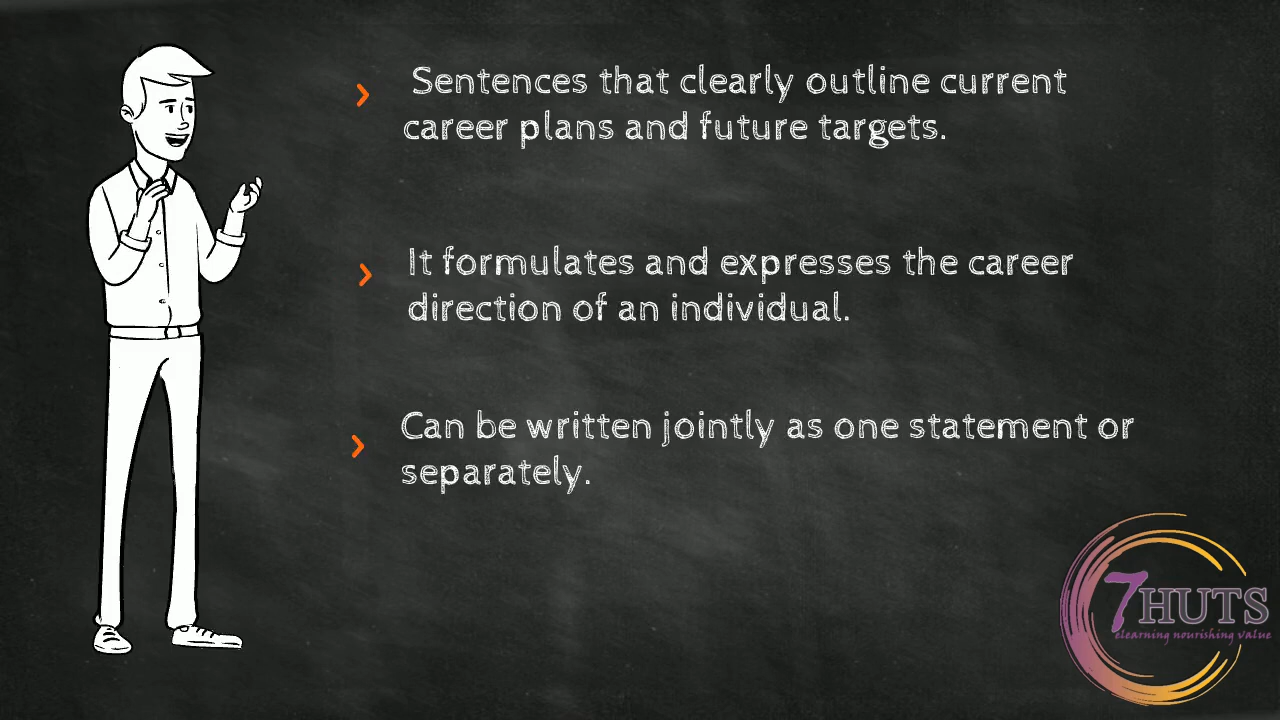 Sentences that clearly outline current
career plans and future targets.
It formulates and expresses the career
direction of an individual.
Can be written jointly as one statement or
separately.
7HUTS
elearning nourishing value